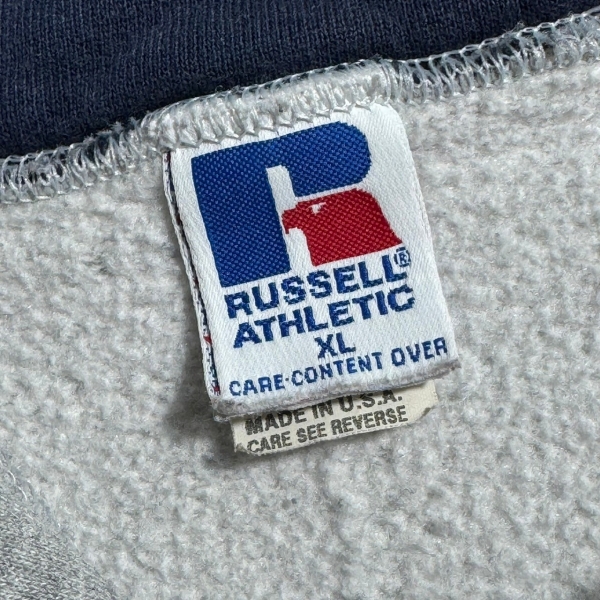 RUSSELL®
ATHLETIC
XL
CARE-CONTENT OVER
MADE IN U.S.A.
CARE SEE REVERSE